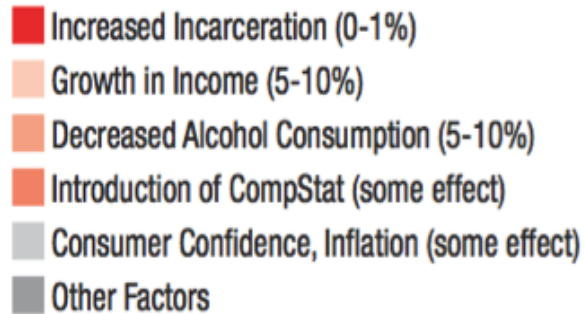 Increased Incarceration (0-1%)
Growth in Income (5-10%)
Decreased Alcohol Consumption (5-10%)
Introduction of CompStat (some effect)
Consumer Confidence, Inflation (some effect)
Other Factors